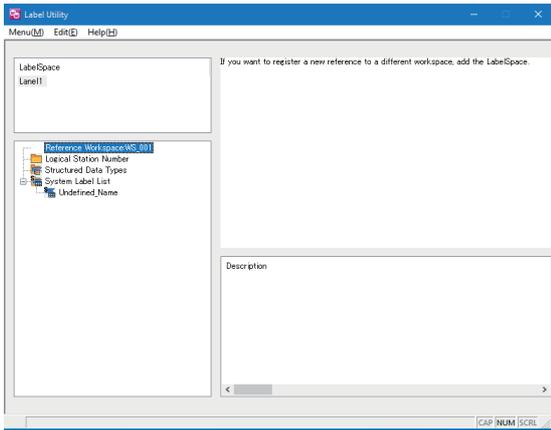 Label Utility
Menu(M) Edit(E) Help(H)
LabelSpace
Lanel1
If you want to register a new reference to a different workspace, add the LabelSpace.
Reference Workspace:WS_001
Logical Station Number
Structured Data Types
System Label List
Undefined_Name
Description
CAP NUM SCRL